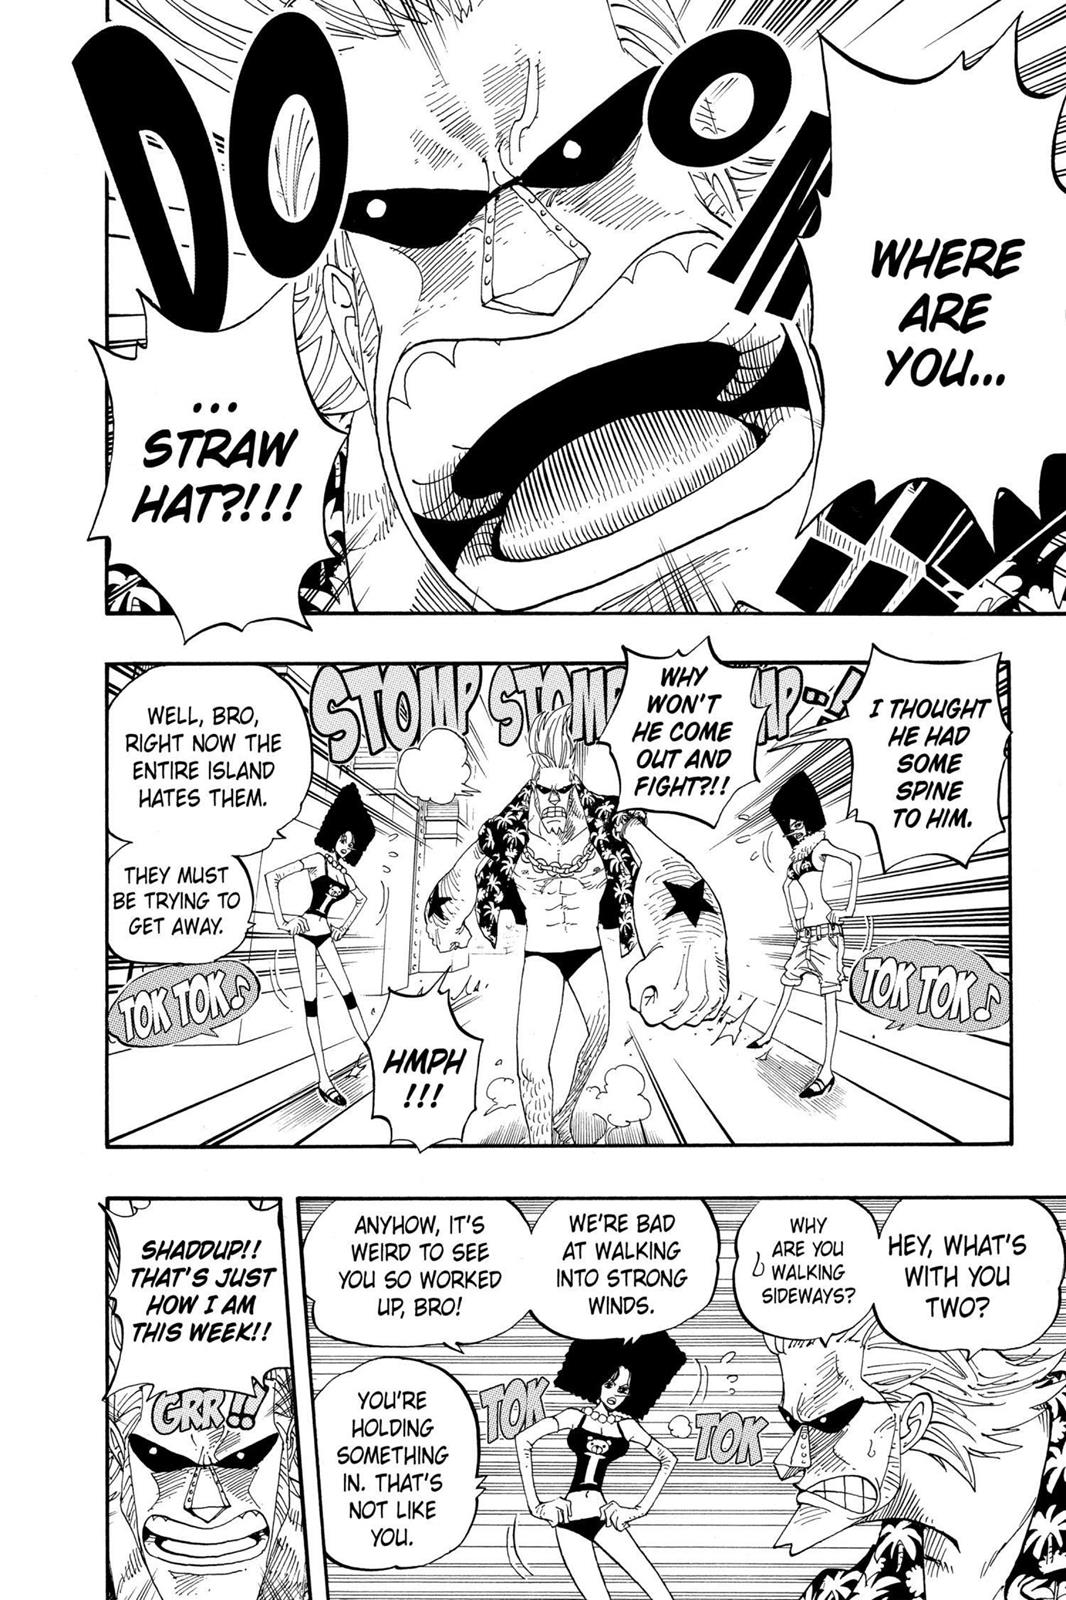 DOOM
WHERE
ARE
YOU...
...
STRAW
HAT?!!!
STOMP STOMP
I THOUGHT
HE HAD
SOME
SPINE
TO HIM.
WHY
WON'T
HE COME
OUT AND
FIGHT?!!
WELL, BRO,
RIGHT NOW THE
ENTIRE ISLAND
HATES THEM.
THEY MUST
BE TRYING TO
GET AWAY.
TOK TOK♪
TOK TOK♪
HMPH
!!!
HEY, WHAT'S
WITH YOU
TWO?
WHY
ARE YOU
WALKING
SIDEWAYS?
WE'RE BAD
AT WALKING
INTO STRONG
WINDS.
ANYHOW, IT'S
WEIRD TO SEE
YOU SO WORKED
UP, BRO!
TOK
TOK
YOU'RE
HOLDING
SOMETHING
IN. THAT'S
NOT LIKE
YOU.
SHADDUP!!
THAT'S JUST
HOW I AM
THIS WEEK!!
GRR!!